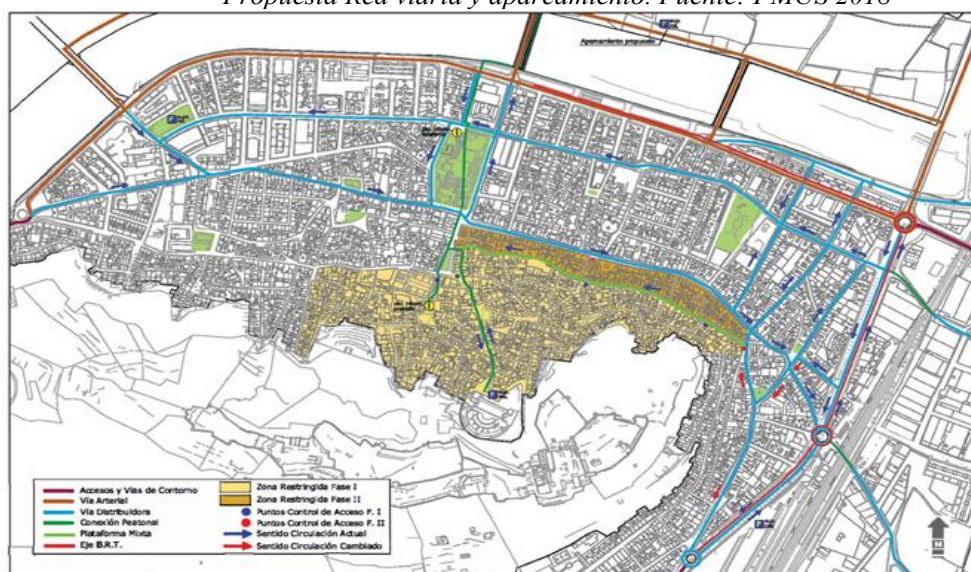 Propuesta Red viaria y aparcamiento. Fuente: PMUS 2010
Aparcamiento propuesto
Accesos y Vías de Contorno
Vía Arterial
Vía Distribuidora
Conexión Peatonal
Plataforma Mixta
Eje B.R.T.
Zona Restringida Fase I
Zona Restringida Fase II
Puntos Control de Acceso F. I
Puntos Control de Acceso F. II
Sentido Circulación Actual
Sentido Circulación Cambiado
N